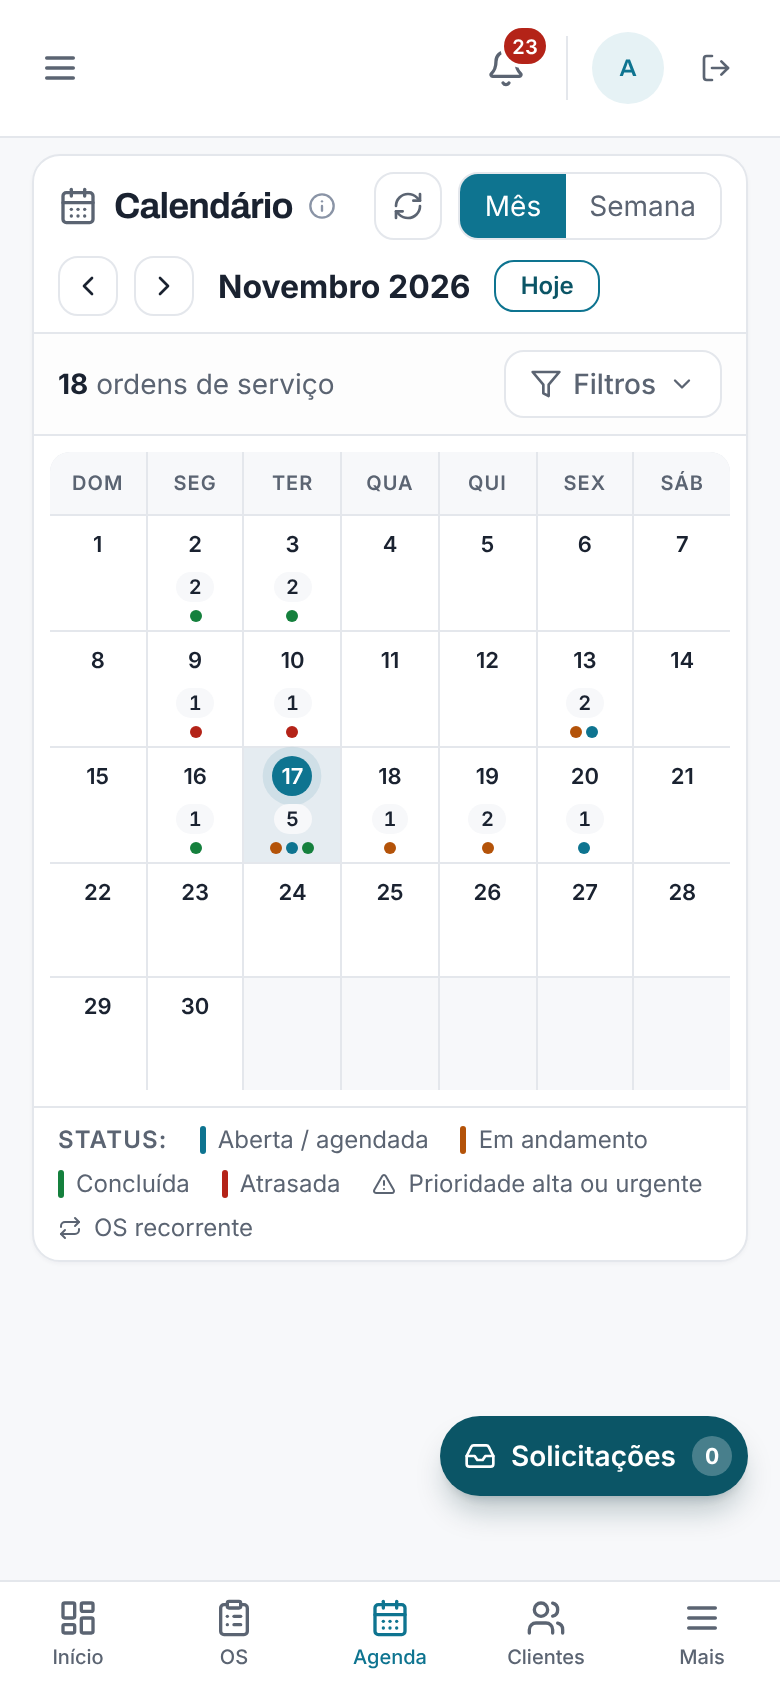 23
A
Calendário
Mês
Semana
Novembro 2026
Hoje
18 ordens de serviço
Filtros
DOM SEG TER QUA QUI SEX SÁB
1 2 3 4 5 6 7
2 2
8 9 10 11 12 13 14
1 1 2
15 16 17 18 19 20 21
1 5 1 2 1
22 23 24 25 26 27 28
29 30
STATUS: Aberta / agendada Em andamento
Concluída Atrasada Prioridade alta ou urgente
OS recorrente
Solicitações 0
Início OS Agenda Clientes Mais